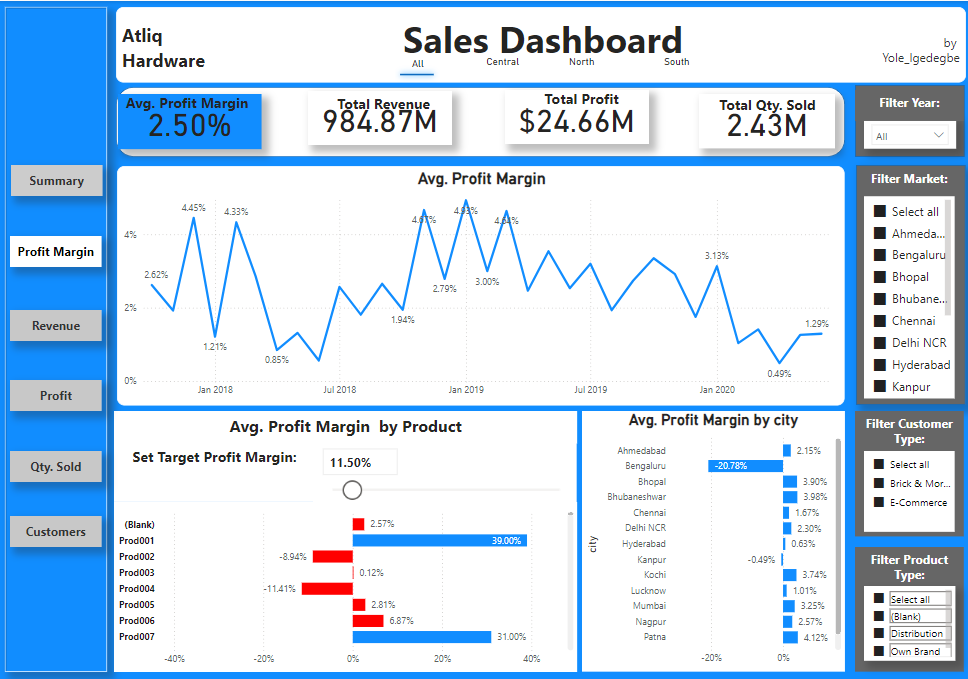 Atliq
Hardware
Sales Dashboard
All Central North South
by
Yole_Igedegbe
Avg. Profit Margin
2.50%
Total Revenue
984.87M
Total Profit
$24.66M
Total Qty. Sold
2.43M
Filter Year:
All
Summary
Profit Margin
Revenue
Profit
Qty. Sold
Customers
Avg. Profit Margin
4%
2%
0%
2.62%
4.45%
1.21%
4.33%
0.85%
1.94%
4.67%
2.79%
4.93%
3.00%
3.13%
0.49%
1.29%
Jan 2018 Jul 2018 Jan 2019 Jul 2019 Jan 2020
Filter Market:
Select all
Ahmeda...
Bengaluru
Bhopal
Bhubane...
Chennai
Delhi NCR
Hyderabad
Kanpur
Avg. Profit Margin by Product
Set Target Profit Margin:
11.50%
(Blank) 2.57%
Prod001 39.00%
Prod002 -8.94%
Prod003 0.12%
Prod004 -11.41%
Prod005 2.81%
Prod006 6.87%
Prod007 31.00%
-40% -20% 0% 20% 40%
Avg. Profit Margin by city
city
Ahmedabad 2.15%
Bengaluru -20.78%
Bhopal 3.90%
Bhubaneshwar 3.98%
Chennai 1.67%
Delhi NCR 2.30%
Hyderabad 0.63%
Kanpur -0.49%
Kochi 3.74%
Lucknow 1.01%
Mumbai 3.25%
Nagpur 2.57%
Patna 4.12%
-20% 0%
Filter Customer
Type:
Select all
Brick & Mor...
E-Commerce
Filter Product
Type:
Select all
(Blank)
Distribution
Own Brand